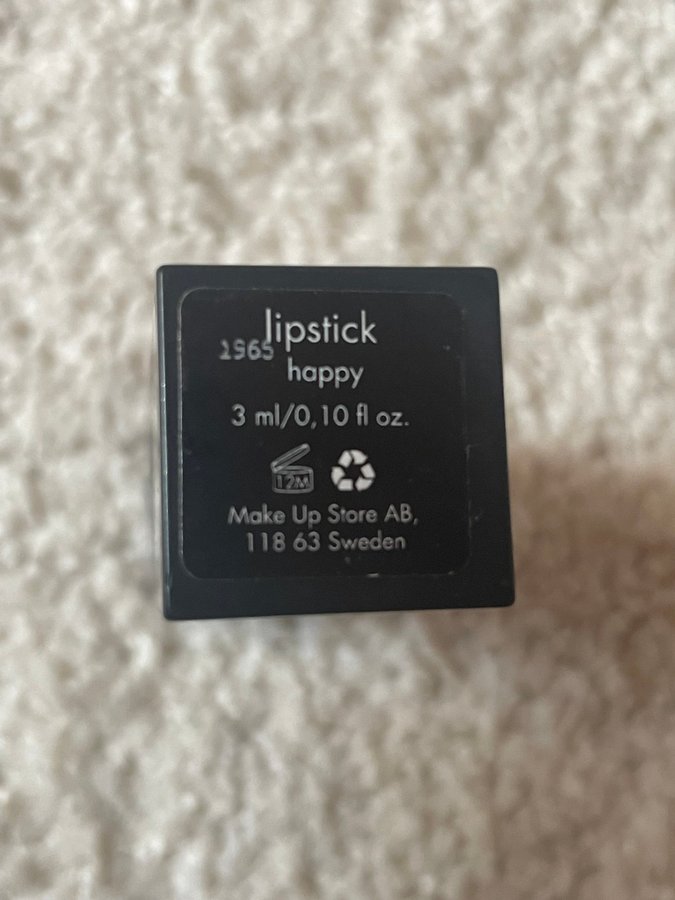 lipstick
1965
happy
3 ml/0,10 fl oz.
12M
Make Up Store AB,
118 63 Sweden